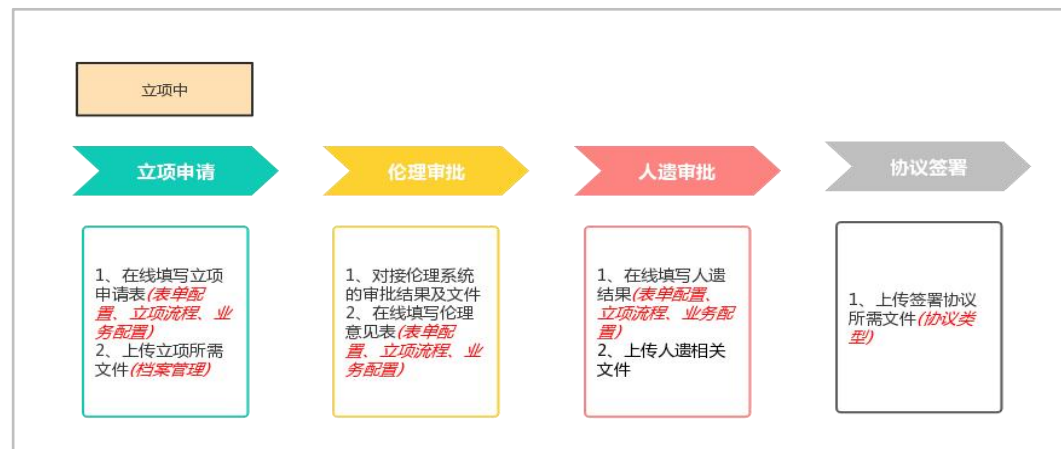 立项中
立项申请
伦理审批
人遗审批
协议签署
1、在线填写立项
申请表(表单配
置、立项流程、业
务配置)
2、上传立项所需
文件(档案管理)
1、对接伦理系统
的审批结果及文件
2、在线填写伦理
意见表(表单配
置、立项流程、业
务配置)
1、在线填写人遗
结果(表单配置、
立项流程、业务配
置)
2、上传人遗相关
文件
1、上传签署协议
所需文件(协议类
型)